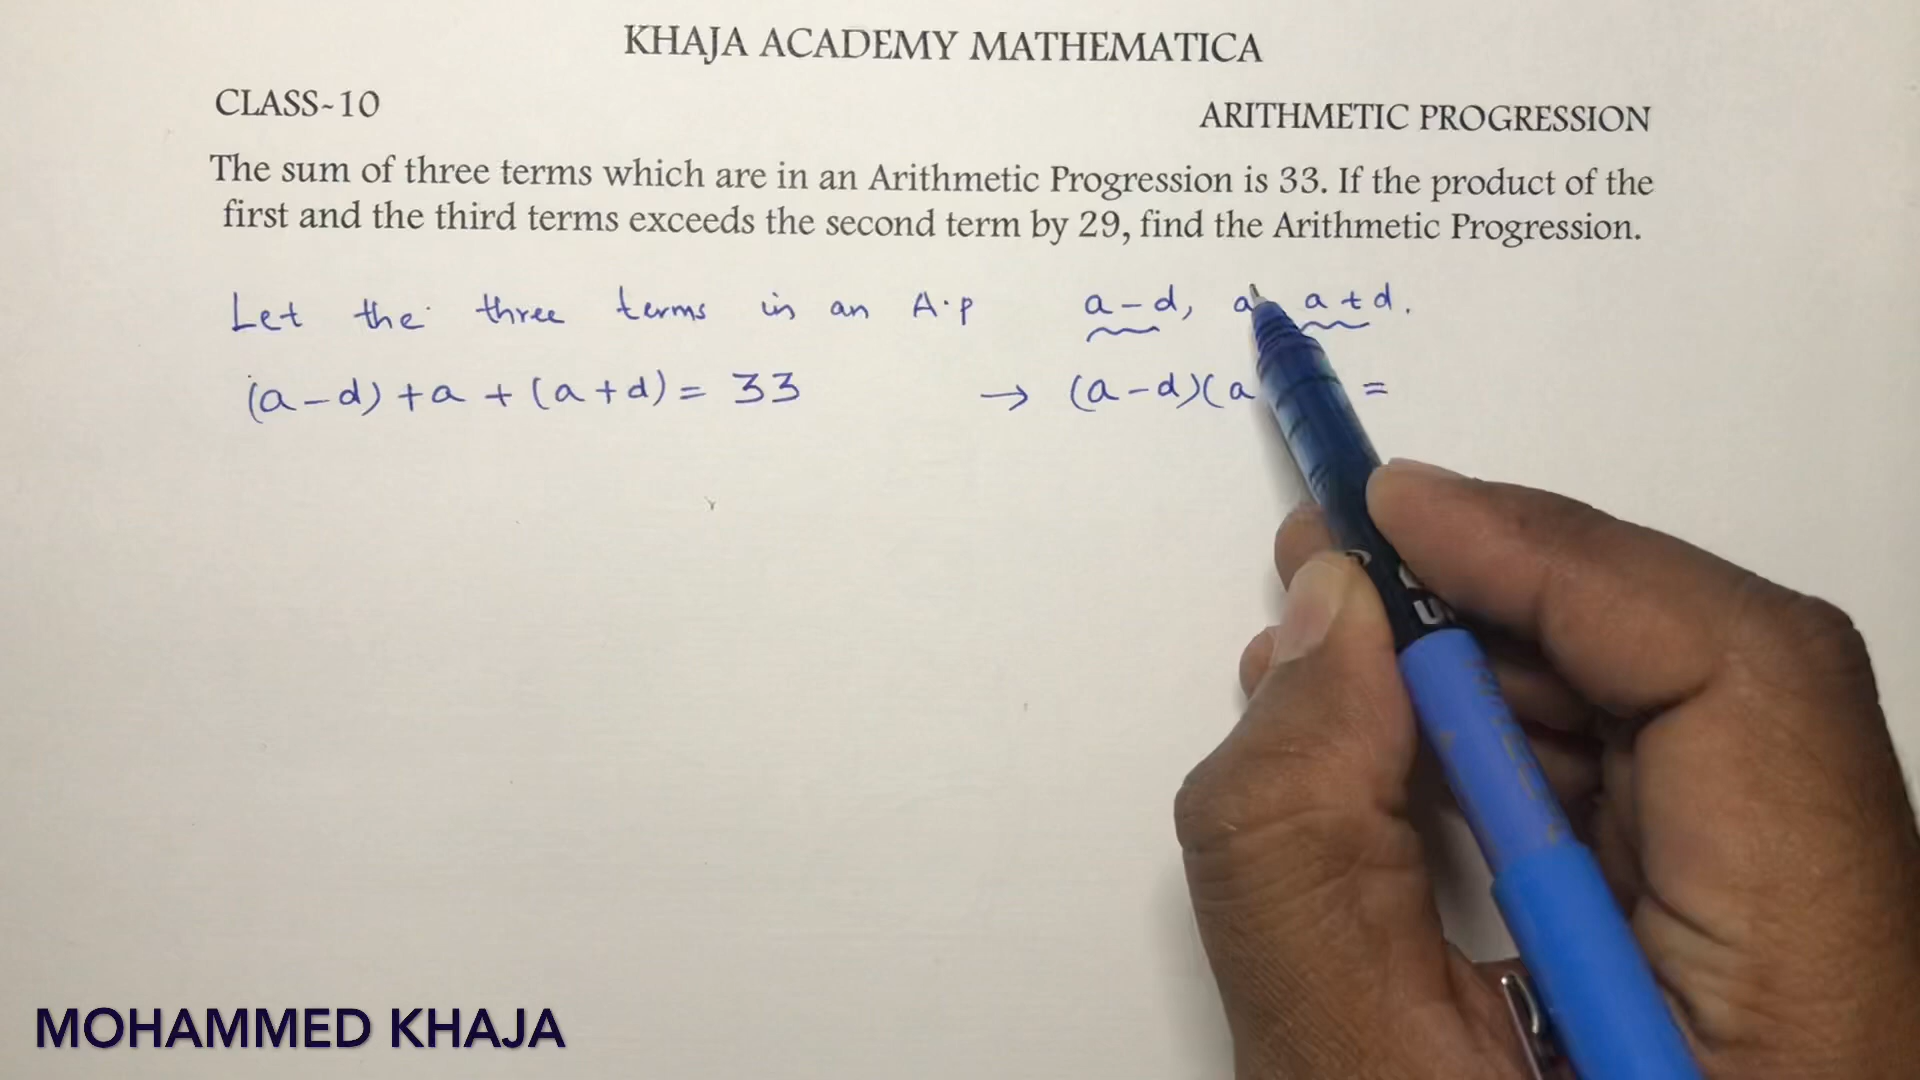 KHAJA ACADEMY MATHEMATICA
CLASS~10
ARITHMETIC PROGRESSION
The sum of three terms which are in an Arithmetic Progression is 33. If the product of the
first and the third terms exceeds the second term by 29, find the Arithmetic Progression.
Let the three terms in an A.p a-d, a a+d.
(a-d)+a+(a+d)= 33 → (a-d)(a =
MOHAMMED KHAJA